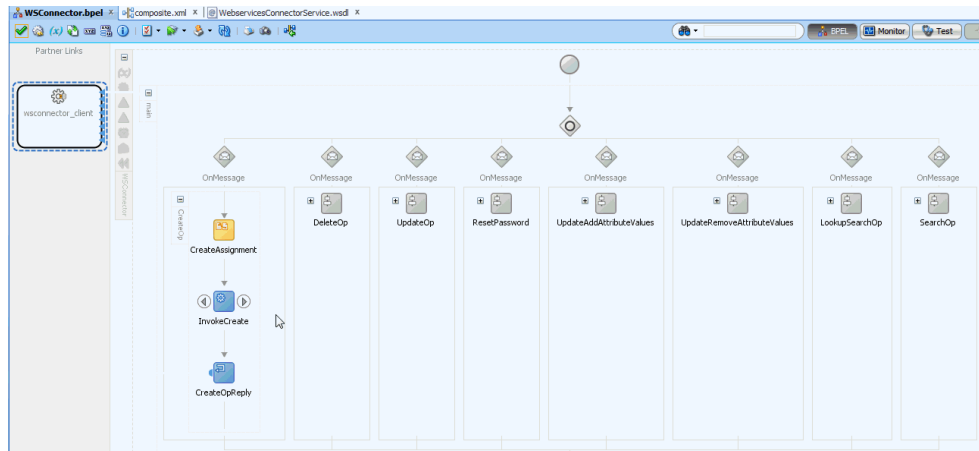 WSConnector.bpel composite.xml WebservicesConnectorService.wsdl
BPEL Monitor Test
Partner Links
wsconnector_client
WSConnector
main
OnMessage OnMessage OnMessage OnMessage OnMessage OnMessage OnMessage OnMessage
CreateOp
DeleteOp UpdateOp ResetPassword UpdateAddAttributeValues UpdateRemoveAttributeValues LookupSearchOp SearchOp
CreateAssignment
InvokeCreate
CreateOpReply